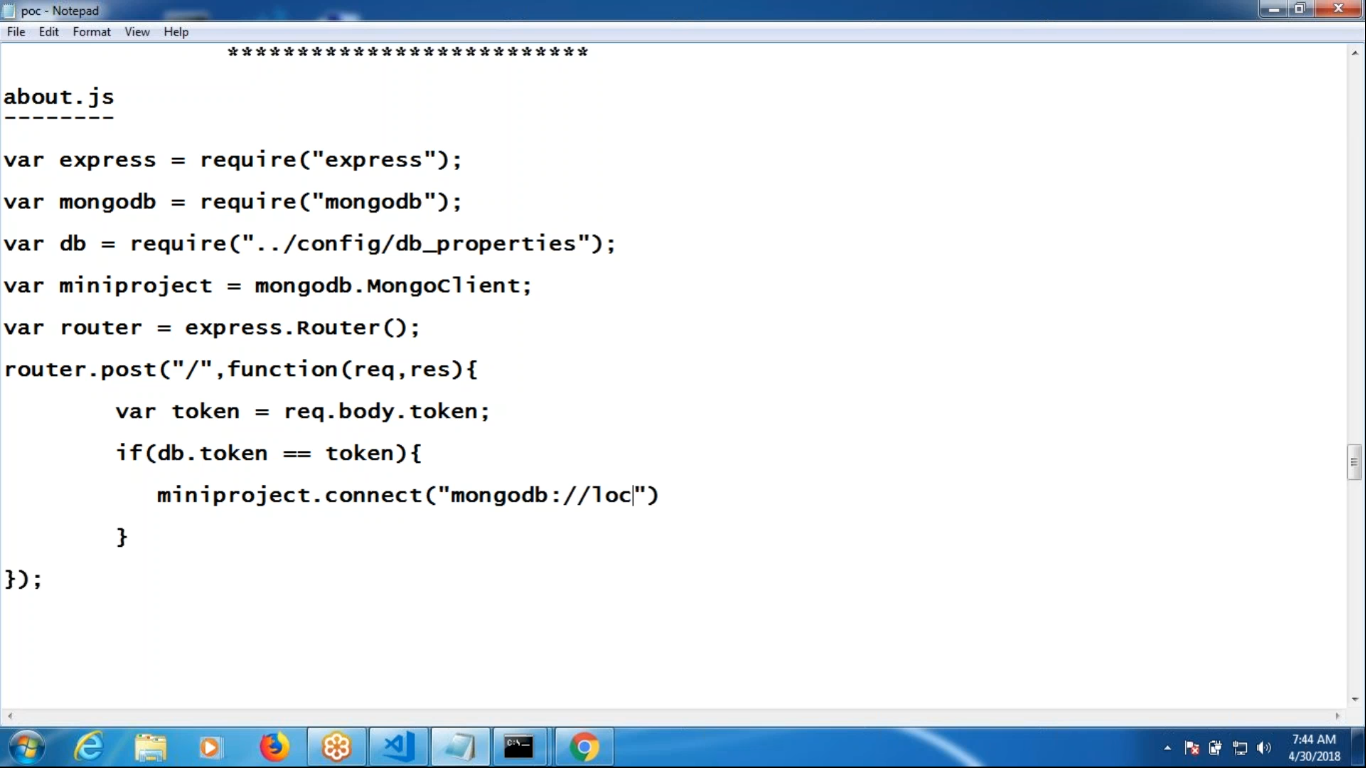 poc - Notepad
File Edit Format View Help
**************************
about.js
--------
var express = require("express");
var mongodb = require("mongodb");
var db = require("../config/db_properties");
var miniproject = mongodb.MongoClient;
var router = express.Router();
router.post("/",function(req,res){
var token = req.body.token;
if(db.token == token){
miniproject.connect("mongodb://loc")
}
});
7:44 AM
4/30/2018